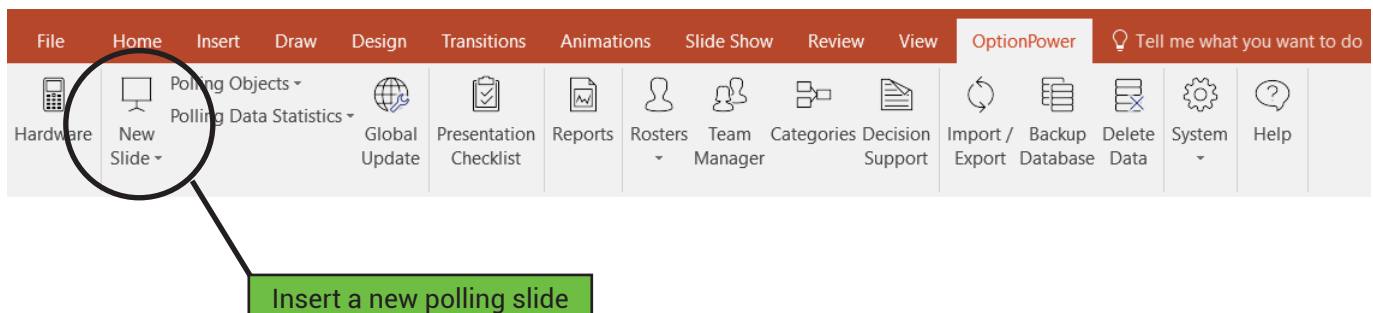 File Home Insert Draw Design Transitions Animations Slide Show Review View OptionPower Tell me what you want to do
Polling Objects
Polling Data Statistics
Hardware New Global Presentation Reports Rosters Team Categories Decision Import / Backup Delete System Help
Slide Update Checklist Manager Support Export Database Data
Insert a new polling slide